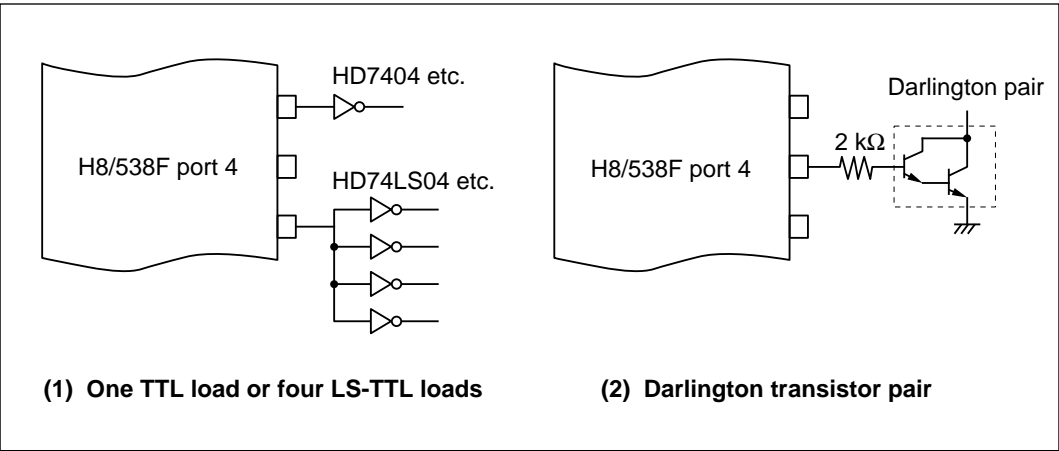 HD7404 etc.
H8/538F port 4
HD74LS04 etc.
(1) One TTL load or four LS-TTL loads
Darlington pair
2 kΩ
H8/538F port 4
(2) Darlington transistor pair